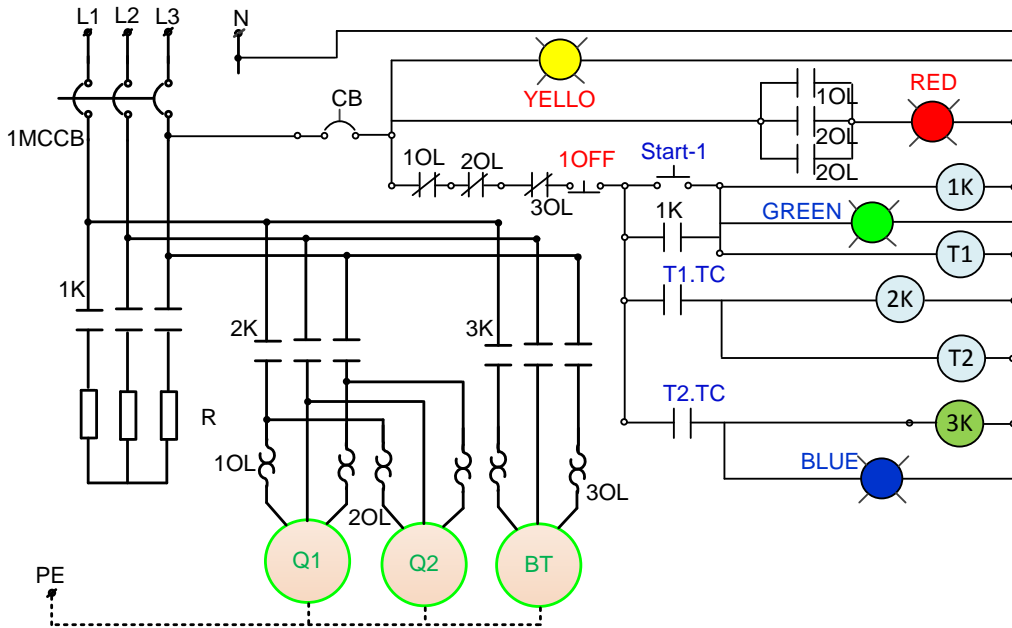 L1 L2 L3 N
YELLO
RED
CB
1OL
1MCCB
2OL
2OL
1OL 2OL 3OL 1OFF Start-1
1K
1K
GREEN
T1
1K
T1.TC
2K
2K
3K
T2
T2.TC
R
3K
1OL
BLUE
2OL
3OL
Q1 Q2 BT
PE